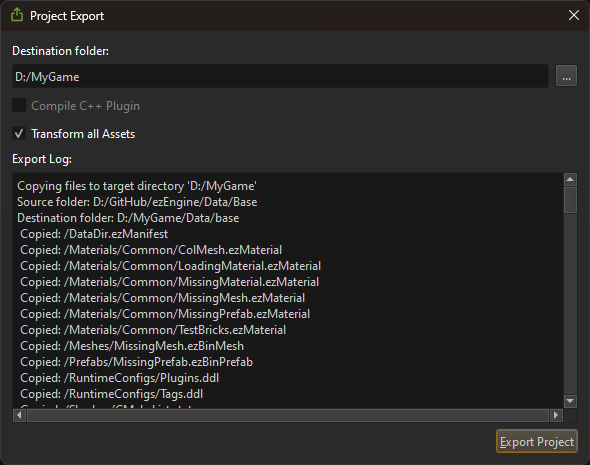 Project Export
Destination folder:
D:/MyGame
...
Compile C++ Plugin
Transform all Assets
Export Log:
Copying files to target directory 'D:/MyGame'
Source folder: D:/GitHub/ezEngine/Data/Base
Destination folder: D:/MyGame/Data/base
Copied: /DataDir.ezManifest
Copied: /Materials/Common/ColMesh.ezMaterial
Copied: /Materials/Common/LoadingMaterial.ezMaterial
Copied: /Materials/Common/MissingMaterial.ezMaterial
Copied: /Materials/Common/MissingMesh.ezMaterial
Copied: /Materials/Common/MissingPrefab.ezMaterial
Copied: /Materials/Common/TestBricks.ezMaterial
Copied: /Meshes/MissingMesh.ezBinMesh
Copied: /Prefabs/MissingPrefab.ezBinPrefab
Copied: /RuntimeConfigs/Plugins.ddl
Copied: /RuntimeConfigs/Tags.ddl
Export Project